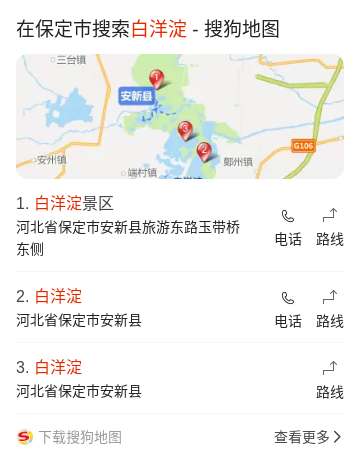 在保定市搜索白洋淀 - 搜狗地图
三台镇
1
安新县
3
2
G106
安州镇
端村镇
鄚州镇
1. 白洋淀景区
河北省保定市安新县旅游东路玉带桥
东侧
电话
路线
2. 白洋淀
河北省保定市安新县
电话
路线
3. 白洋淀
河北省保定市安新县
路线
下载搜狗地图
查看更多